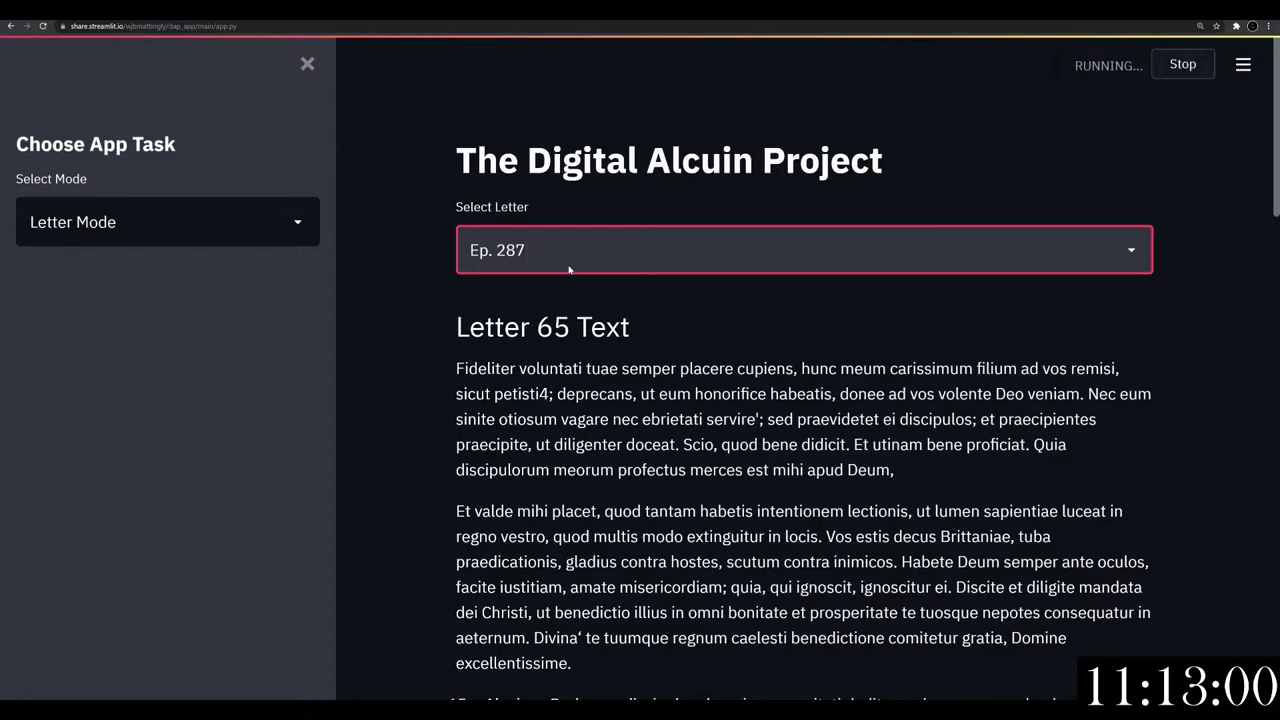 share.streamlit.io/wjbmattingly/dap_app/main/app.py
RUNNING...
Stop
Choose App Task
Select Mode
Letter Mode
The Digital Alcuin Project
Select Letter
Ep. 287
Letter 65 Text
Fideliter voluntati tuae semper placere cupiens, hunc meum carissimum filium ad vos remisi,
sicut petisti4; deprecans, ut eum honorifice habeatis, donee ad vos volente Deo veniam. Nec eum
sinite otiosum vagare nec ebrietati servire'; sed praevidetet ei discipulos; et praecipientes
praecipite, ut diligenter doceat. Scio, quod bene didicit. Et utinam bene proficiat. Quia
discipulorum meorum profectus merces est mihi apud Deum,
Et valde mihi placet, quod tantam habetis intentionem lectionis, ut lumen sapientiae luceat in
regno vestro, quod multis modo extinguitur in locis. Vos estis decus Brittaniae, tuba
praedicationis, gladius contra hostes, scutum contra inimicos. Habete Deum semper ante oculos,
facite iustitiam, amate misericordiam; quia, qui ignoscit, ignoscitur ei. Discite et diligite mandata
dei Christi, ut benedictio illius in omni bonitate et prosperitate te tuosque nepotes consequatur in
aeternum. Divina‘ te tuumque regnum caelesti benedictione comitetur gratia, Domine
excellentissime.
11:13:00